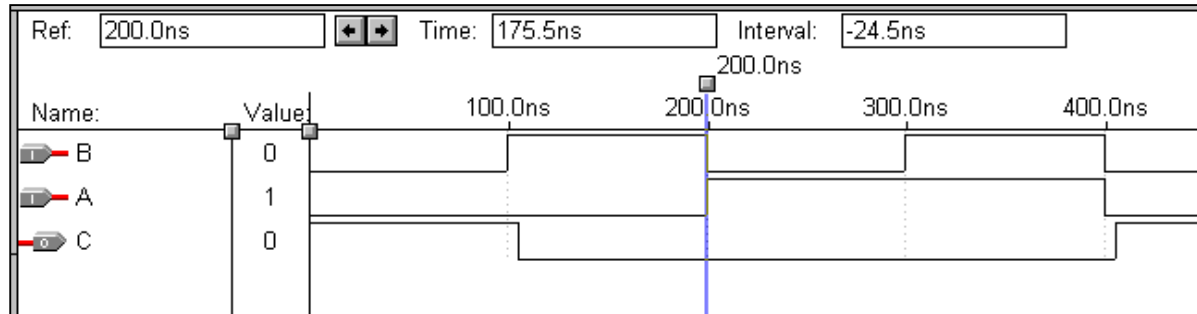 Ref: 200.0ns Time: 175.5ns Interval: -24.5ns
200.0ns
Name: Value: 100.0ns 200.0ns 300.0ns 400.0ns
I B 0
I A 1
O C 0